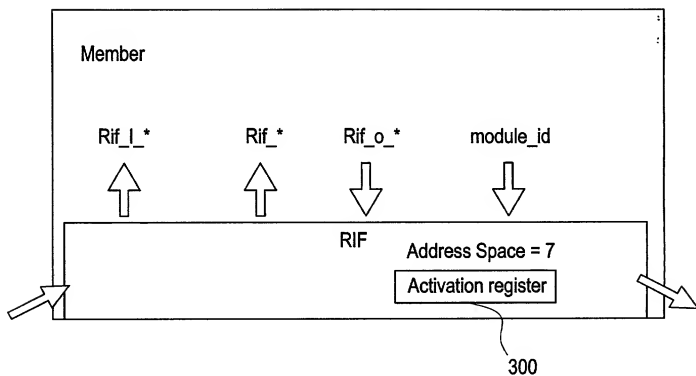 Member
Rif_I_* Rif_* Rif_o_* module_id
RIF
Address Space = 7
Activation register
300